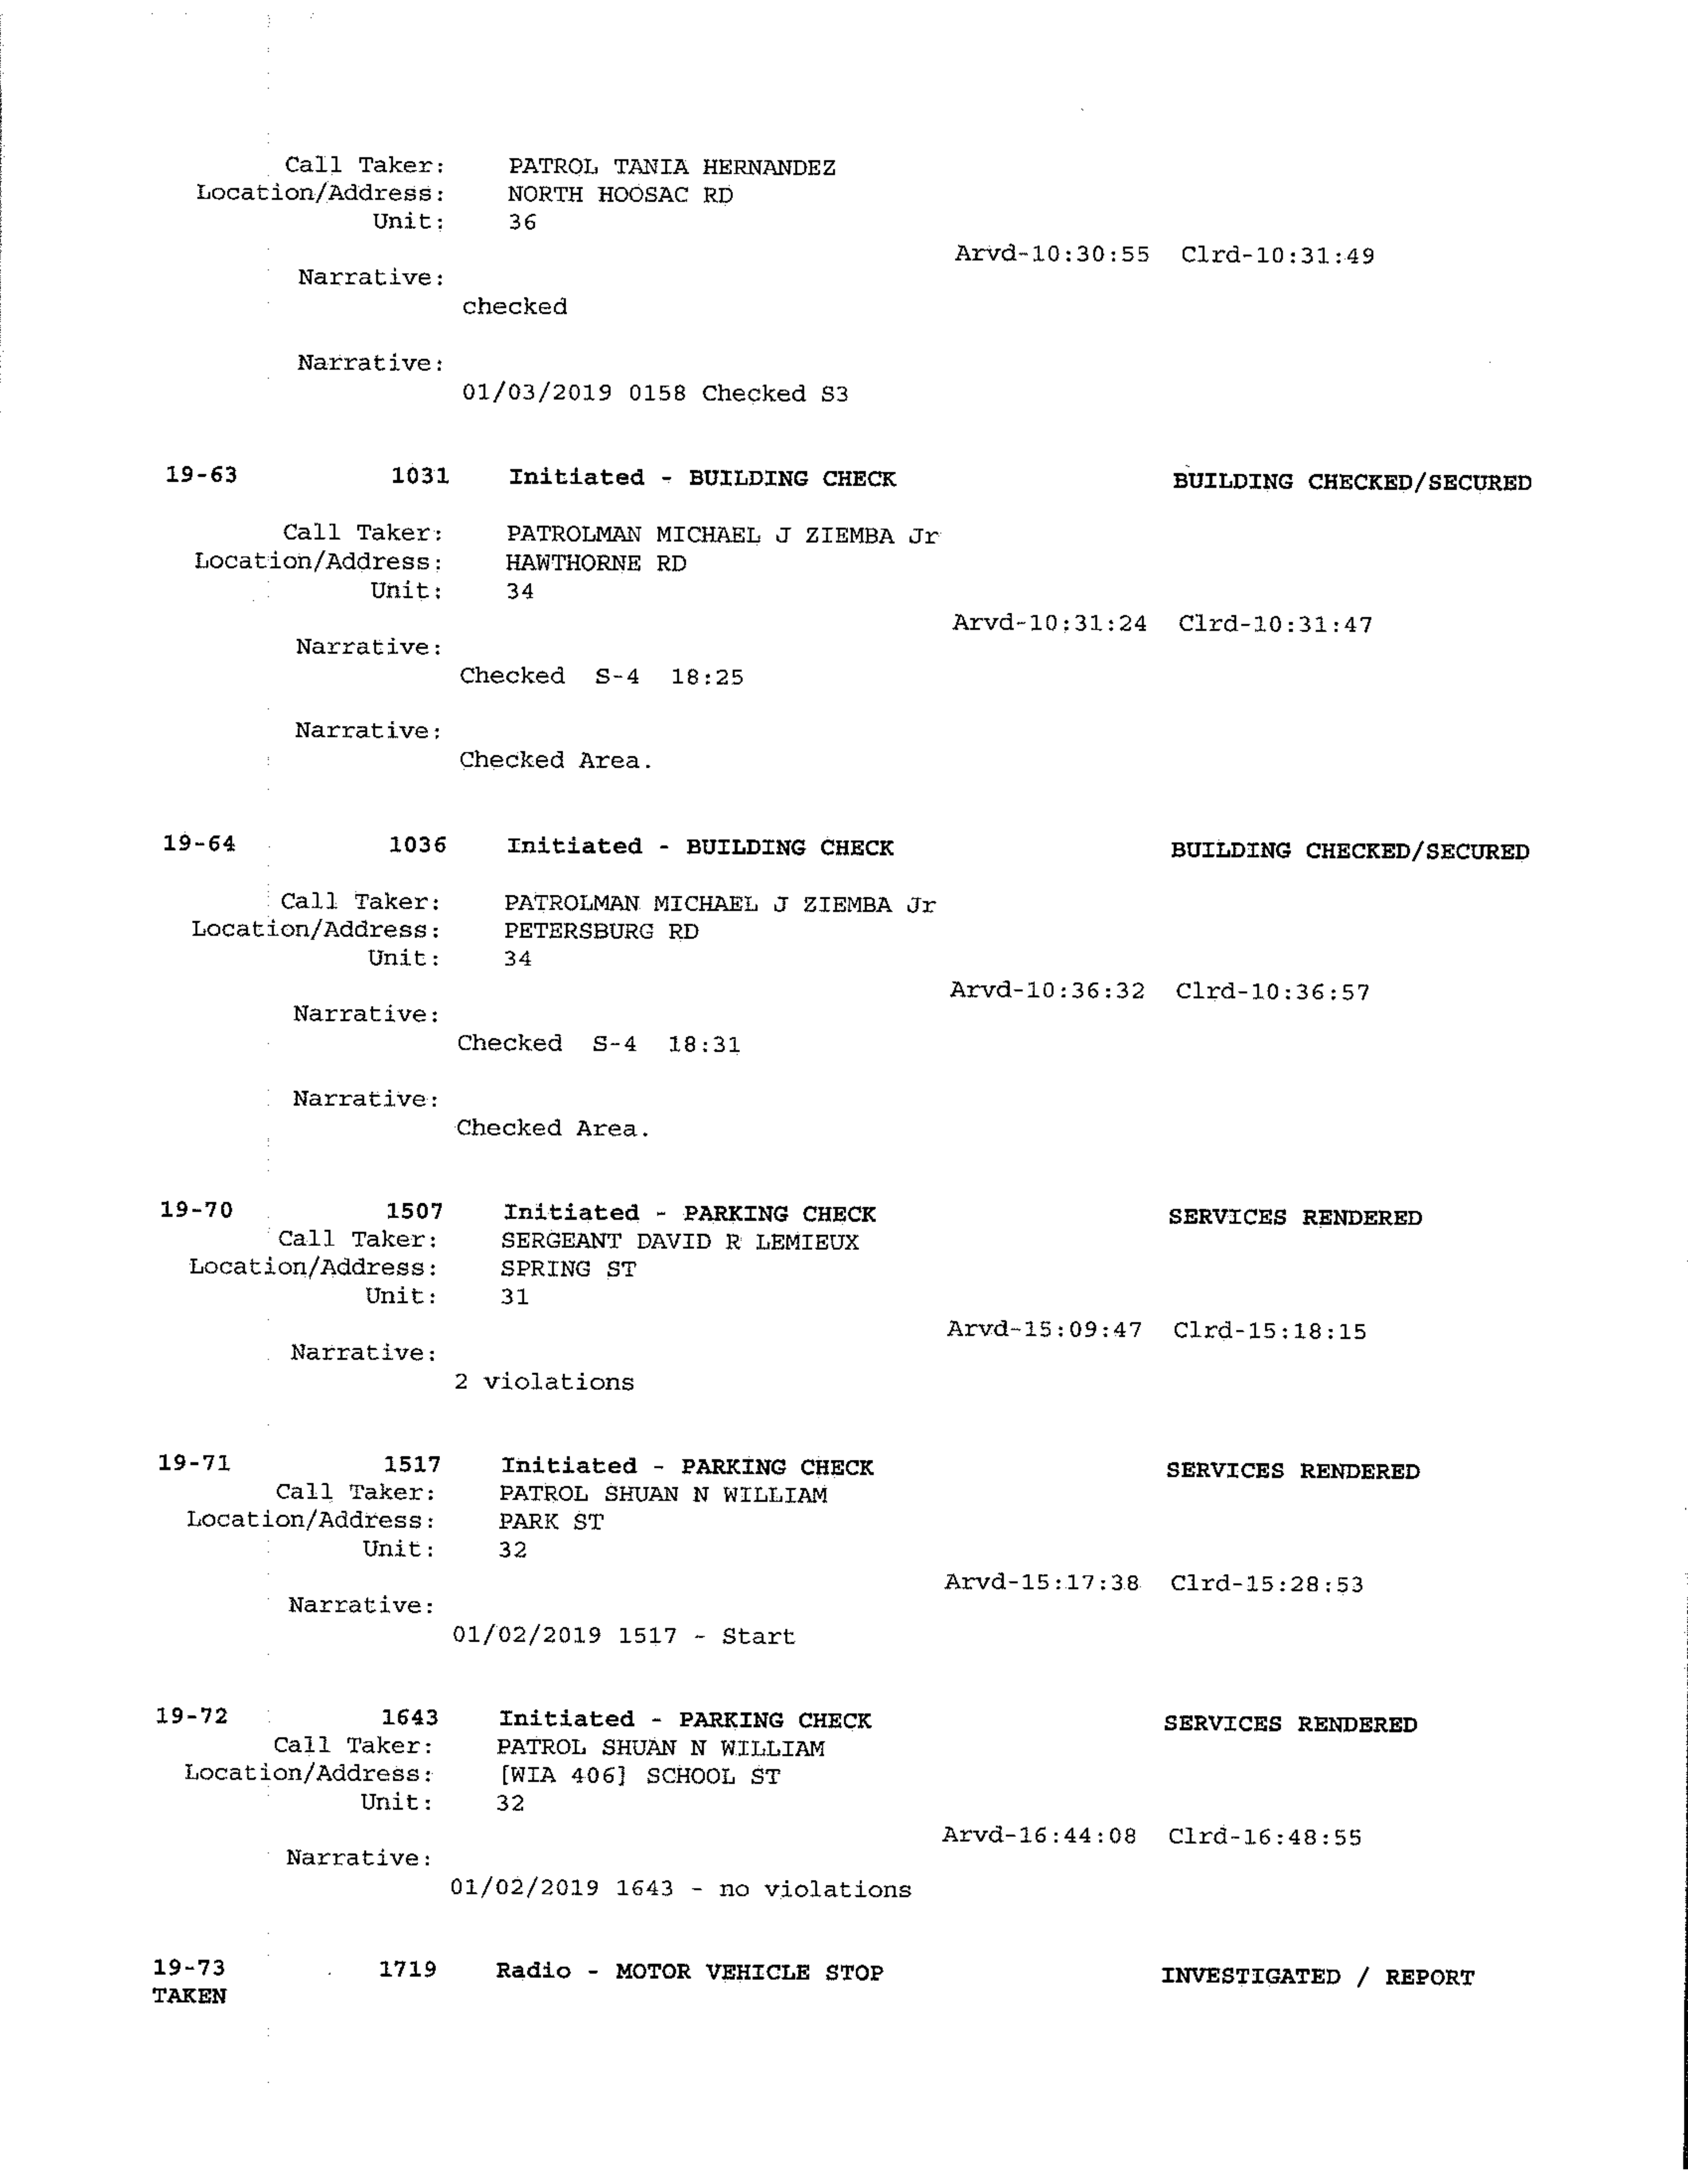 Call Taker: PATROL TANIA HERNANDEZ
Location/Address: NORTH HOOSAC RD
Unit: 36
Arvd-10:30:55 Clrd-10:31:49
Narrative:
checked
Narrative:
01/03/2019 0158 Checked S3
19-63 1031 Initiated - BUILDING CHECK BUILDING CHECKED/SECURED
Call Taker: PATROLMAN MICHAEL J ZIEMBA Jr
Location/Address: HAWTHORNE RD
Unit: 34
Arvd-10:31:24 Clrd-10:31:47
Narrative:
Checked S-4 18:25
Narrative:
Checked Area.
19-64 1036 Initiated - BUILDING CHECK BUILDING CHECKED/SECURED
Call Taker: PATROLMAN MICHAEL J ZIEMBA Jr
Location/Address: PETERSBURG RD
Unit: 34
Arvd-10:36:32 Clrd-10:36:57
Narrative:
Checked S-4 18:31
Narrative:
Checked Area.
19-70 1507 Initiated - PARKING CHECK SERVICES RENDERED
Call Taker: SERGEANT DAVID R LEMIEUX
Location/Address: SPRING ST
Unit: 31
Arvd-15:09:47 Clrd-15:18:15
Narrative:
2 violations
19-71 1517 Initiated - PARKING CHECK SERVICES RENDERED
Call Taker: PATROL SHUAN N WILLIAM
Location/Address: PARK ST
Unit: 32
Arvd-15:17:38 Clrd-15:28:53
Narrative:
01/02/2019 1517 - Start
19-72 1643 Initiated - PARKING CHECK SERVICES RENDERED
Call Taker: PATROL SHUAN N WILLIAM
Location/Address: [WIA 406] SCHOOL ST
Unit: 32
Arvd-16:44:08 Clrd-16:48:55
Narrative:
01/02/2019 1643 - no violations
19-73 1719 Radio - MOTOR VEHICLE STOP INVESTIGATED / REPORT
TAKEN